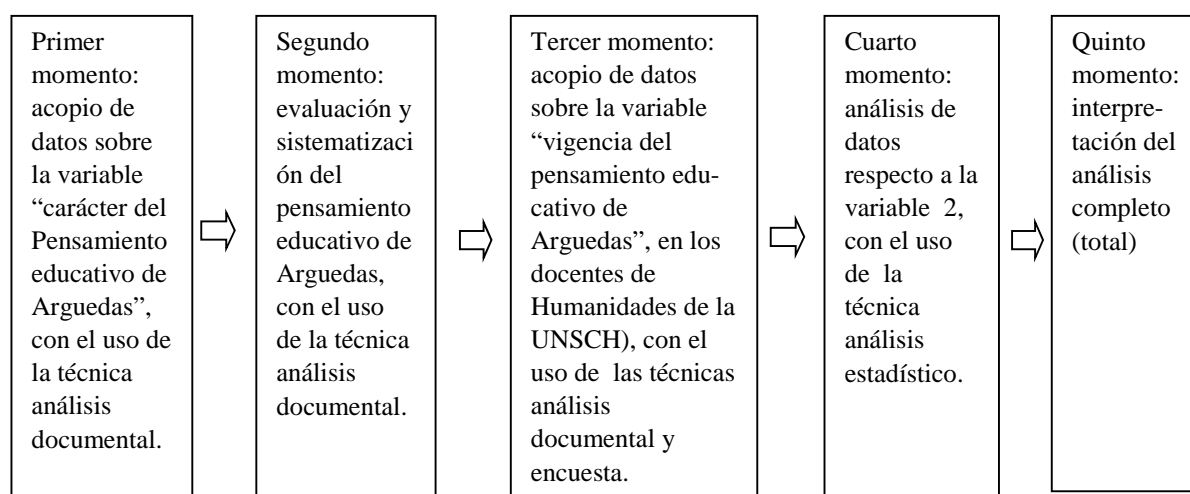 Primer
momento:
acopio de
datos sobre
la variable
“carácter del
Pensamiento
educativo de
Arguedas”,
con el uso de
la técnica
análisis
documental.
Segundo
momento:
evaluación y
sistematizaci
ón del
pensamiento
educativo de
Arguedas,
con el uso
de la técnica
análisis
documental.
Tercer momento:
acopio de datos
sobre la variable
“vigencia del
pensamiento edu-
cativo de
Arguedas”, en los
docentes de
Humanidades de la
UNSCH), con el
uso de las técnicas
análisis
documental y
encuesta.
Cuarto
momento:
análisis de
datos
respecto a la
variable 2,
con el uso
de la
técnica
análisis
estadístico.
Quinto
momento:
interpre-
tación del
análisis
completo
(total)